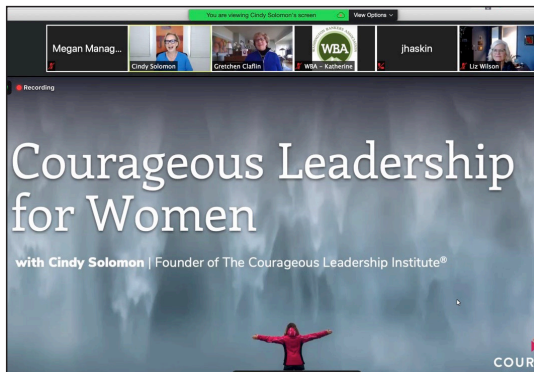 You are viewing Cindy Solomon's screen
View Options
Megan Manag...
Cindy Solomon
Gretchen Claflin
WBA
WBA - Katherine
jhaskin
Liz Wilson
Recording
Courageous Leadership
for Women
with Cindy Solomon | Founder of The Courageous Leadership Institute®
COUR